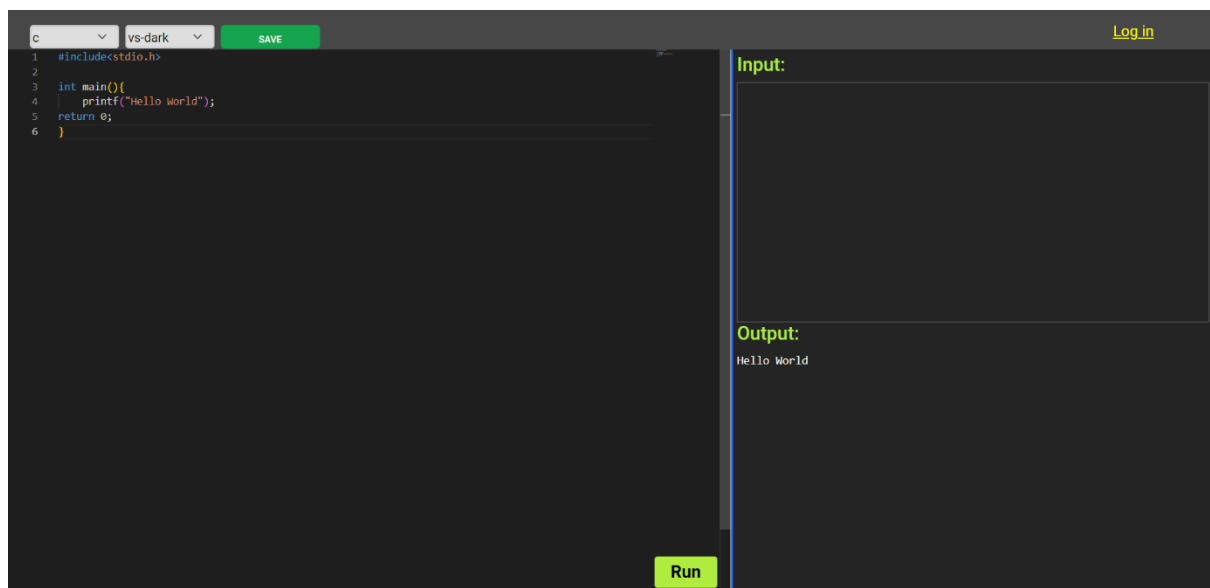 c vs-dark SAVE Log in
1 #include<stdio.h>
2
3 int main(){
4 printf("Hello World");
5 return 0;
6 }
Run
Input:
Output:
Hello World